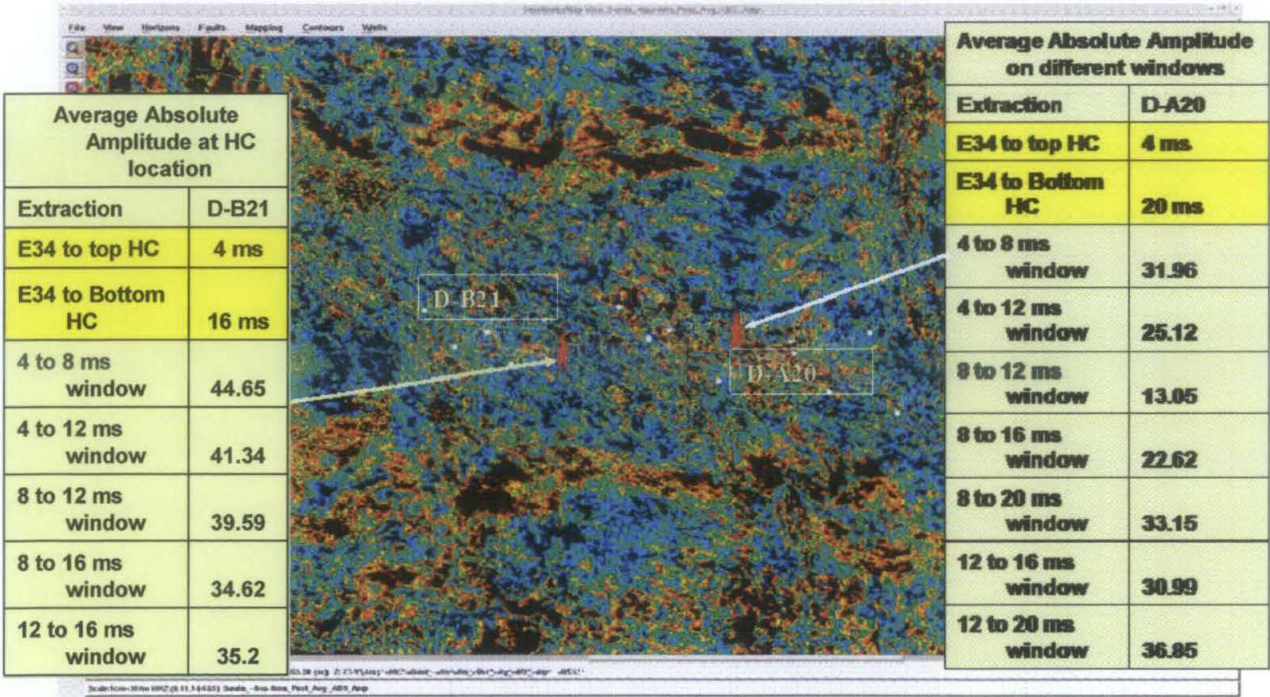 File View Horizons Faults Mapping Contours Wells
Average Absolute
Amplitude at HC
location
Extraction D-B21
E34 to top HC 4 ms
E34 to Bottom
HC 16 ms
4 to 8 ms
window 44.65
4 to 12 ms
window 41.34
8 to 12 ms
window 39.59
8 to 16 ms
window 34.62
12 to 16 ms
window 35.2
D-B21
D-A20
Average Absolute Amplitude
on different windows
Extraction D-A20
E34 to top HC 4 ms
E34 to Bottom
HC 20 ms
4 to 8 ms
window 31.96
4 to 12 ms
window 25.12
8 to 12 ms
window 13.05
8 to 16 ms
window 22.62
8 to 20 ms
window 33.15
12 to 16 ms
window 30.99
12 to 20 ms
window 36.85